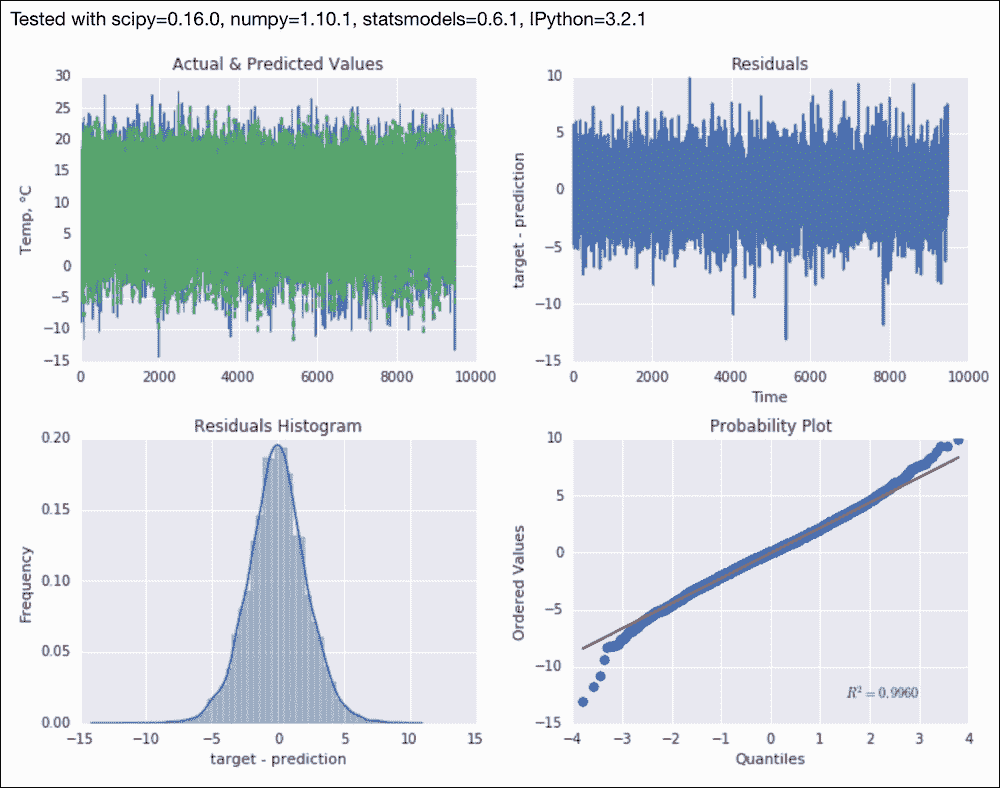 Tested with scipy=0.16.0, numpy=1.10.1, statsmodels=0.6.1, IPython=3.2.1
Actual & Predicted Values
Temp, °C
30
25
20
15
10
5
0
−5
−10
−15
0 2000 4000 6000 8000 10000
Residuals
target - prediction
10
5
0
−5
−10
−15
0 2000 4000 6000 8000 10000
Time
Residuals Histogram
Frequency
0.20
0.15
0.10
0.05
0.00
−15 −10 −5 0 5 10 15
target - prediction
Probability Plot
Ordered Values
10
5
0
−5
−10
−15
R² = 0.9960
−4 −3 −2 −1 0 1 2 3 4
Quantiles